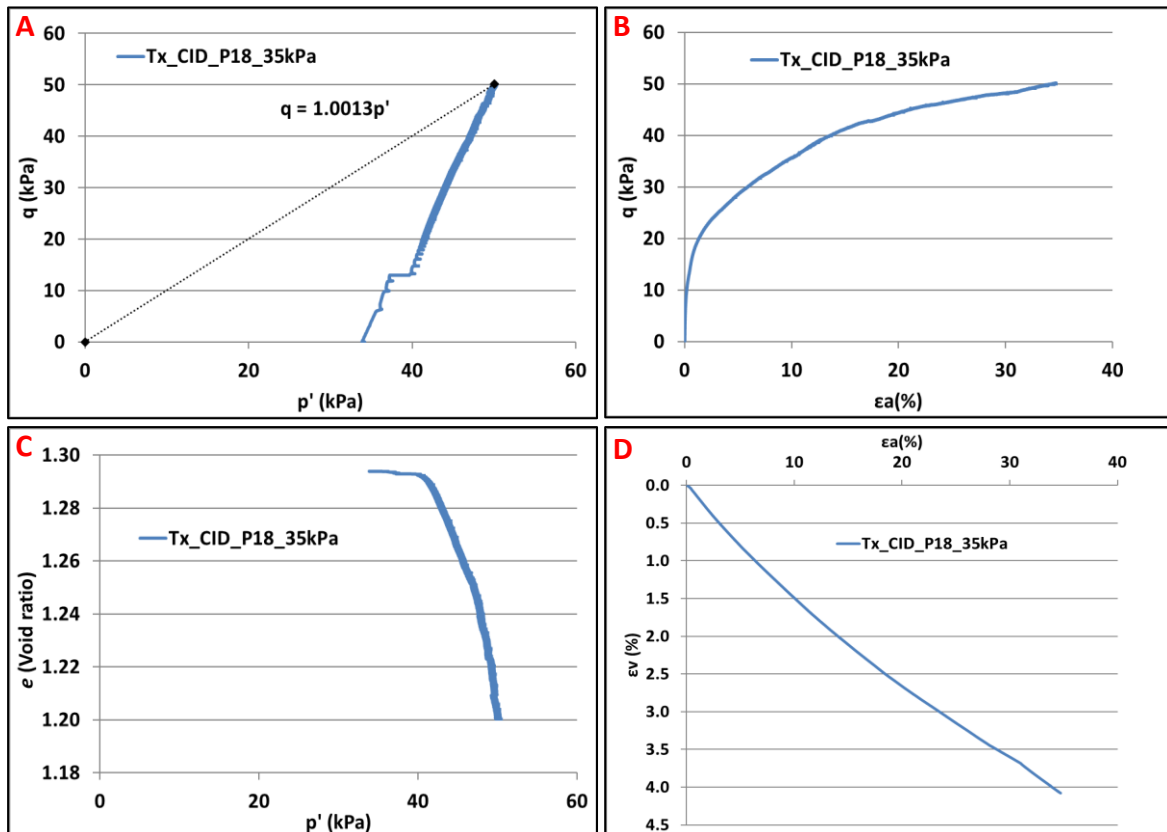 A
60
50
40
30
20
10
0
q (kPa)
Tx_CID_P18_35kPa
q = 1.0013p'
0
20
40
60
p' (kPa)
B
60
50
40
30
20
10
0
q (kPa)
Tx_CID_P18_35kPa
0
10
20
30
40
εa(%)
C
1.30
1.28
1.26
1.24
1.22
1.20
1.18
e (Void ratio)
Tx_CID_P18_35kPa
0
20
40
60
p' (kPa)
D
εa(%)
0
10
20
30
40
0.0
0.5
1.0
1.5
2.0
2.5
3.0
3.5
4.0
4.5
εv (%)
Tx_CID_P18_35kPa